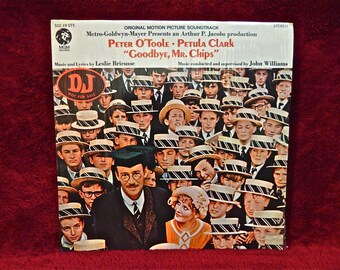 ORIGINAL MOTION PICTURE SOUNDTRACK
Metro-Goldwyn-Mayer Presents an Arthur P. Jacobs production
PETER O'TOOLE • PETULA CLARK
"GOODBYE, MR. CHIPS"
Music and Lyrics by Leslie Bricusse
Music conducted and supervised by John Williams
MGM
DJ